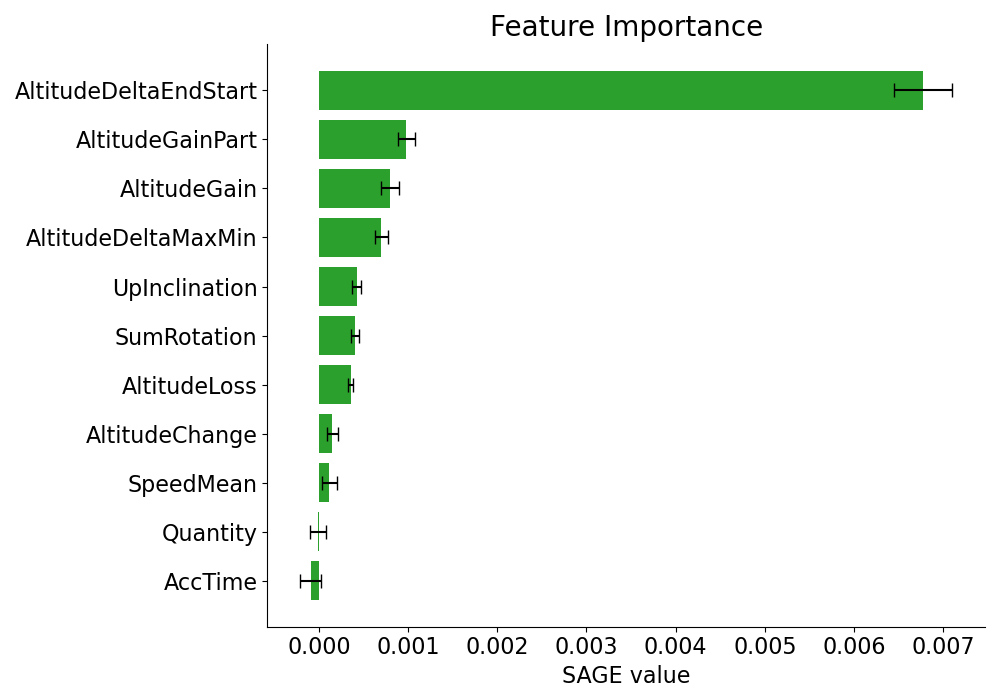 Feature Importance
AltitudeDeltaEndStart
AltitudeGainPart
AltitudeGain
AltitudeDeltaMaxMin
UpInclination
SumRotation
AltitudeLoss
AltitudeChange
SpeedMean
Quantity
AccTime
0.000 0.001 0.002 0.003 0.004 0.005 0.006 0.007
SAGE value